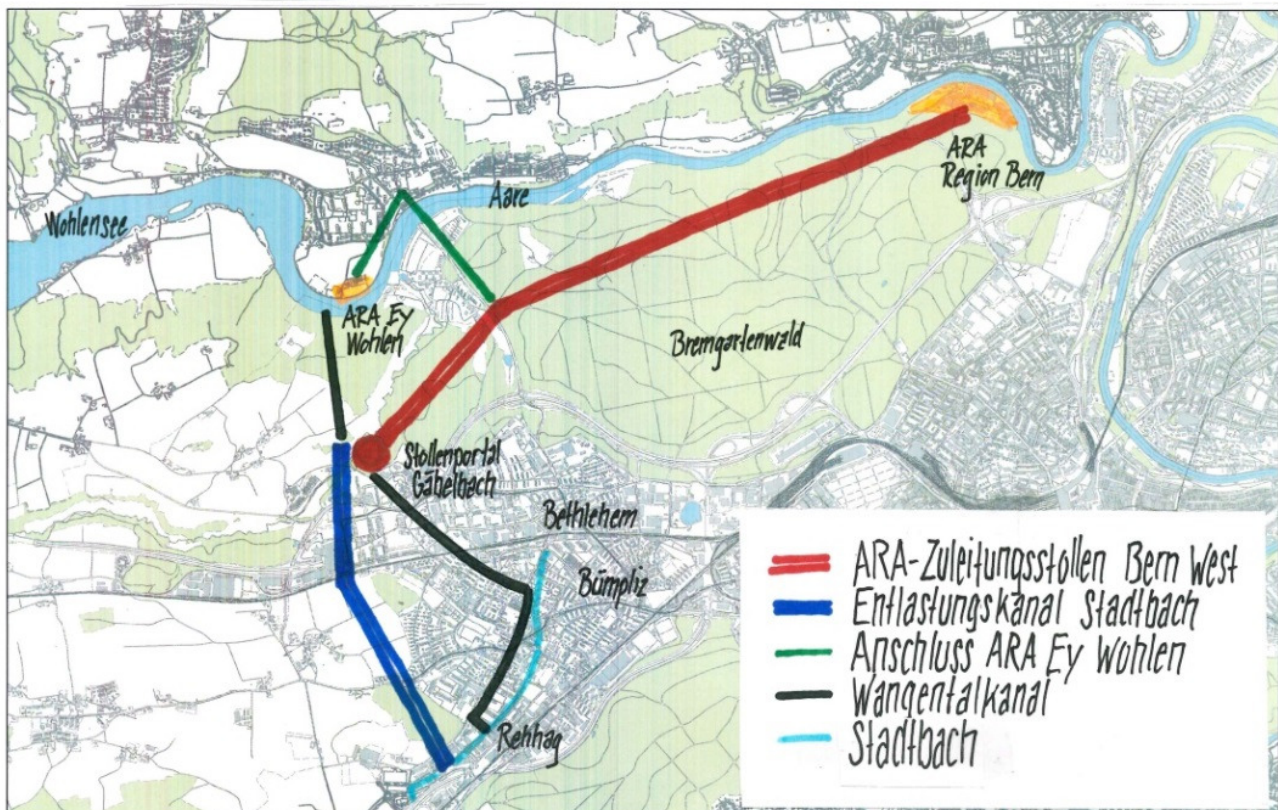 Wohlensee
Aare
ARA
Region Bern
ARA Ey
Wohlen
Bremgartenwald
Stollenportal
Gäbelbach
Bethlehem
Bümpliz
Rehhag
ARA-Zuleitungsstollen Bern West
Entlastungskanal Stadtbach
Anschluss ARA Ey Wohlen
Wangentalkanal
Stadtbach